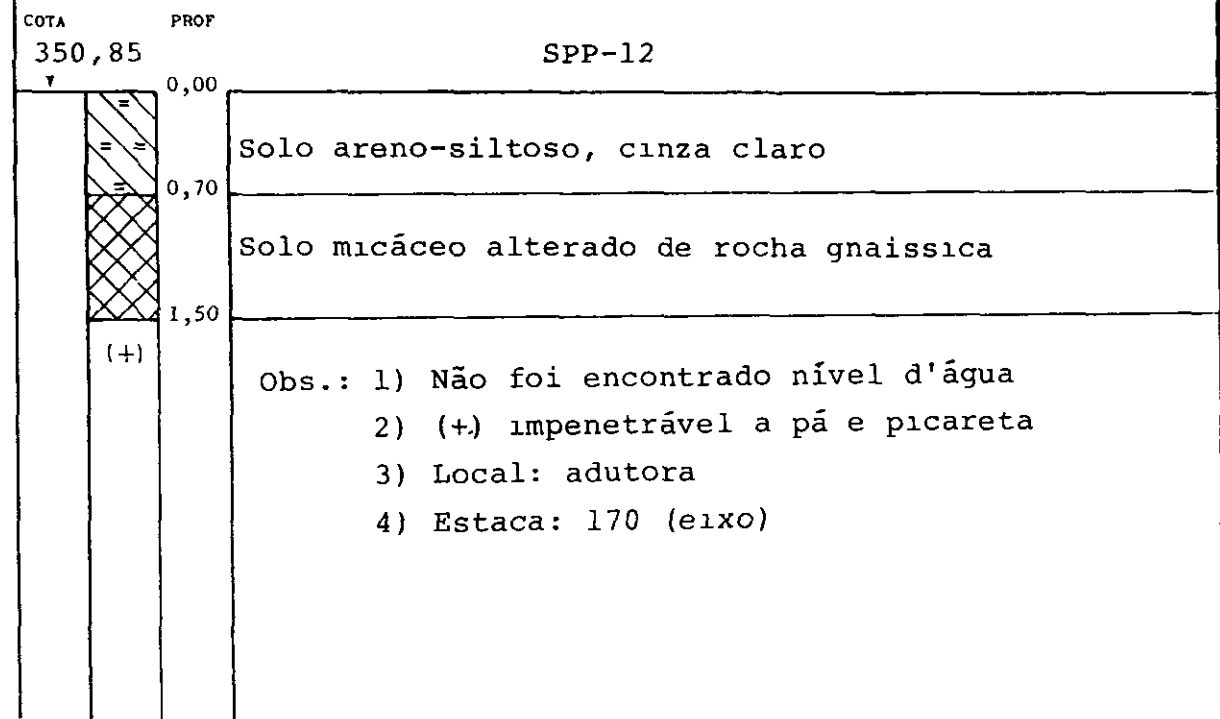 COTA PROF
350,85 SPP-12
0,00
Solo areno-siltoso, cinza claro
0,70
Solo micáceo alterado de rocha gnaissica
1,50
(+)
Obs.: 1) Não foi encontrado nível d'água
2) (+) impenetrável a pá e picareta
3) Local: adutora
4) Estaca: 170 (eixo)